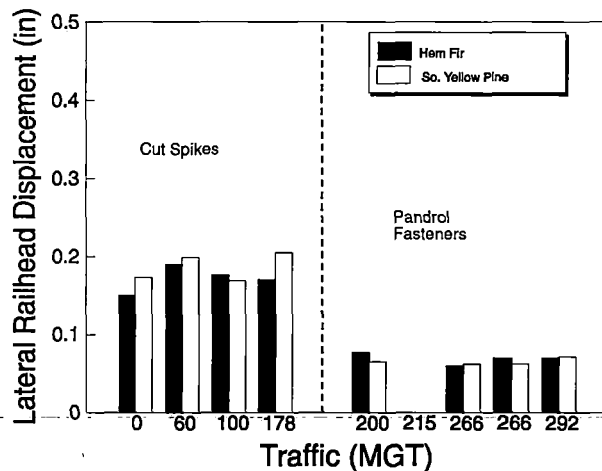 Lateral Railhead Displacement (in)
0.5
0.4
0.3
0.2
0.1
0
Hem Fir
So. Yellow Pine
Cut Spikes
Pandrol
Fasteners
0 60 100 178 200 215 266 266 292
Traffic (MGT)